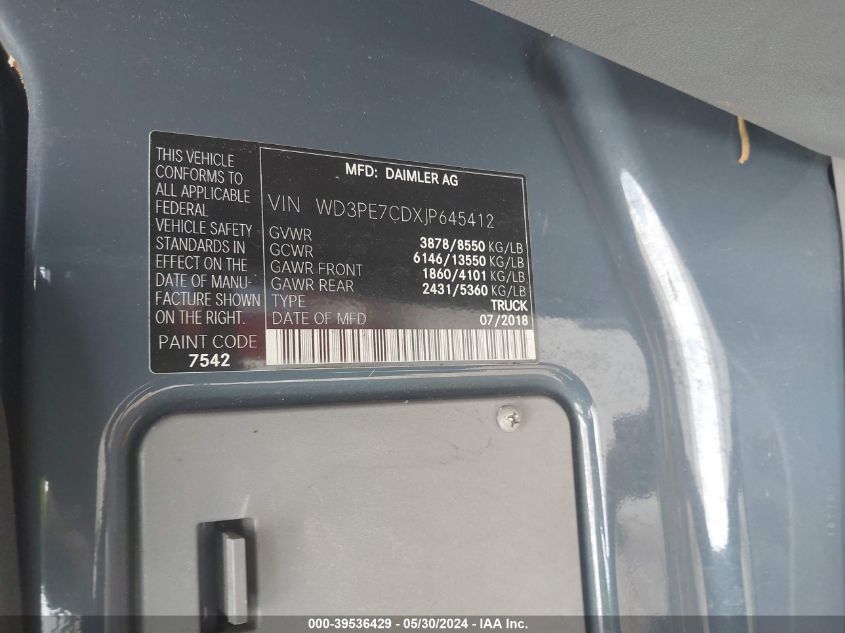 THIS VEHICLE
CONFORMS TO
ALL APPLICABLE
FEDERAL
VEHICLE SAFETY
STANDARDS IN
EFFECT ON THE
DATE OF MANU-
FACTURE SHOWN
ON THE RIGHT.
PAINT CODE
7542
MFD: DAIMLER AG
VIN WD3PE7CDXJP645412
GVWR 3878/8550 KG/LB
GCWR 6146/13550 KG/LB
GAWR FRONT 1860/4101 KG/LB
GAWR REAR 2431/5360 KG/LB
TYPE TRUCK
DATE OF MFD 07/2018
000-39536429 - 05/30/2024 - IAA Inc.